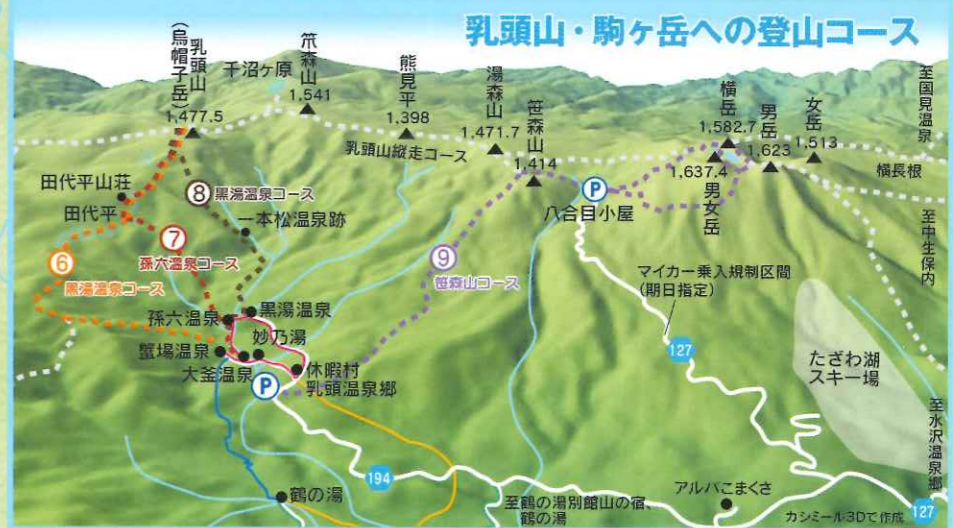 乳頭山・駒ヶ岳への登山コース
乳頭山
(烏帽子岳)
1,477.5
千沼ヶ原
笊森山
1,541
熊見平
1,398
湯森山
1,471.7
笹森山
1,414
横岳
1,582.7
男岳
1,623
女岳
1,513
至国見温泉
乳頭山縦走コース
横長根
1,637.4
男女岳
P
八合目小屋
至中生保内
田代平山荘
田代平
⑧
黒湯温泉コース
一本松温泉跡
⑦
孫六温泉コース
⑥
黒湯温泉コース
⑨
笹森山コース
マイカー乗入規制区間
(期日指定)
孫六温泉
黒湯温泉
妙乃湯
蟹場温泉
大釜温泉
休暇村
乳頭温泉郷
P
127
たざわ湖
スキー場
至水沢温泉郷
194
鶴の湯
至鶴の湯別館山の宿、
鶴の湯
アルパこまくさ
127
カシミール3Dで作成